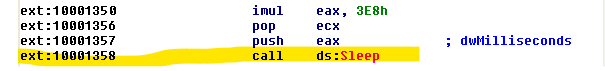 ext:10001350 imul eax, 3E8h
ext:10001356 pop ecx
ext:10001357 push eax ; dwMilliseconds
ext:10001358 call ds:Sleep